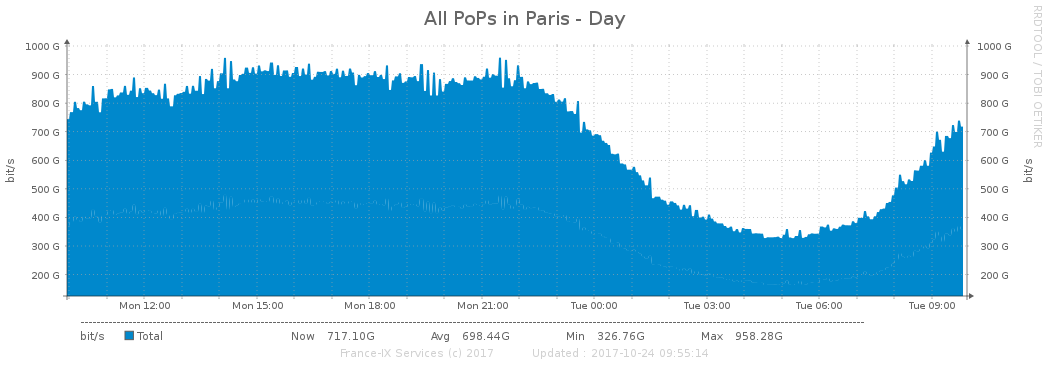 All PoPs in Paris - Day
RRDTOOL / TOBI OETIKER
bit/s
1000 G
900 G
800 G
700 G
600 G
500 G
400 G
300 G
200 G
1000 G
900 G
800 G
700 G
600 G
500 G
400 G
300 G
200 G
bit/s
Mon 12:00 Mon 15:00 Mon 18:00 Mon 21:00 Tue 00:00 Tue 03:00 Tue 06:00 Tue 09:00
bit/s Total Now 717.10G Avg 698.44G Min 326.76G Max 958.28G
France-IX Services (c) 2017 Updated : 2017-10-24 09:55:14